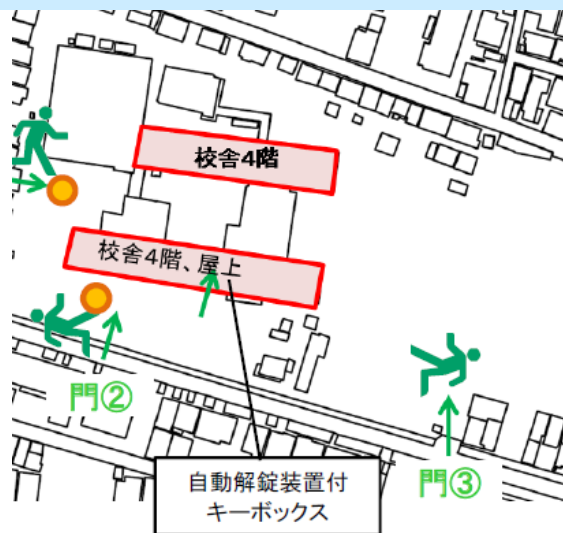 校舎4階
校舎4階、屋上
門②
門③
自動解錠装置付
キーボックス